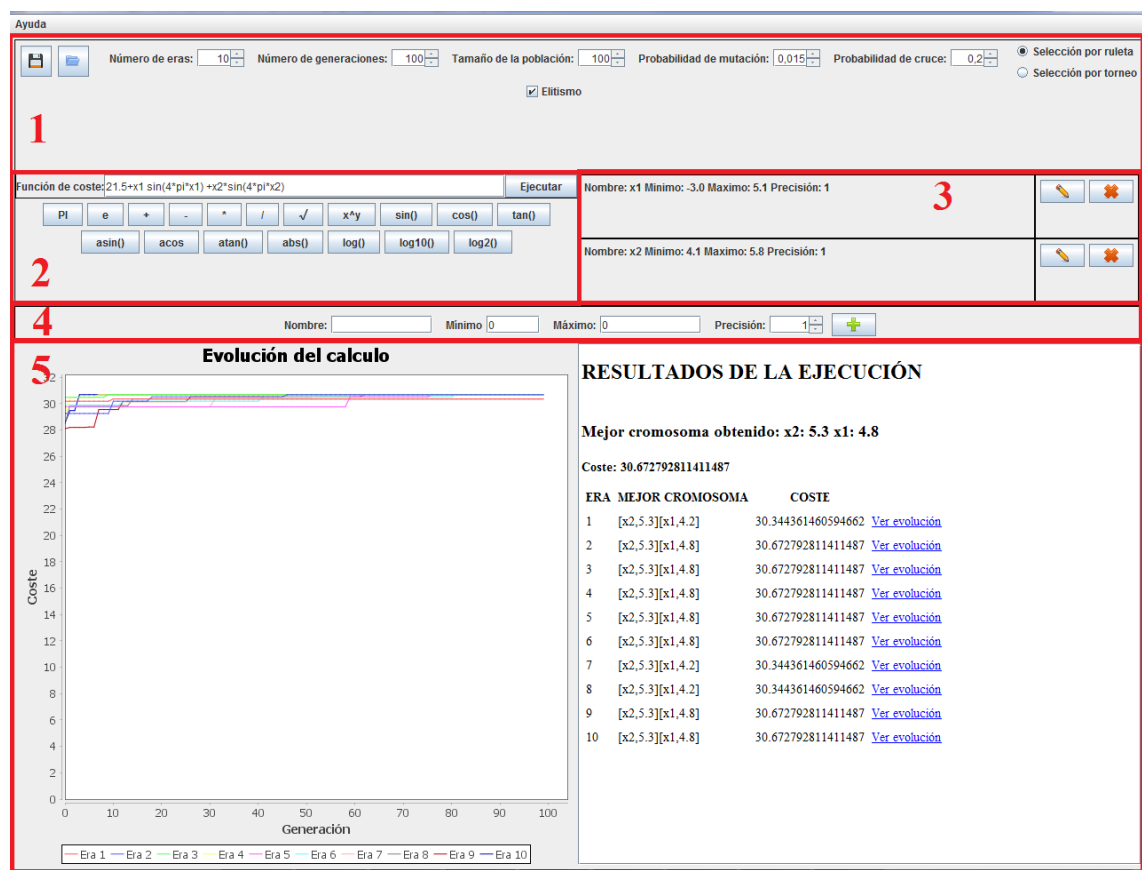 Ayuda
Número de eras: 10 Número de generaciones: 100 Tamaño de la población: 100 Probabilidad de mutación: 0,015 Probabilidad de cruce: 0,2 Selección por ruleta
Selección por torneo
Elitismo
1
Función de coste: 21.5+x1 sin(4*pi*x1) +x2*sin(4*pi*x2) Ejecutar
PI e + - * / √ x^y sin() cos() tan()
asin() acos atan() abs() log() log10() log2()
2
Nombre: x1 Minimo: -3.0 Maximo: 5.1 Precisión: 1
3
Nombre: x2 Minimo: 4.1 Maximo: 5.8 Precisión: 1
4
Nombre: Mínimo 0 Máximo: 0 Precisión: 1
5
Evolución del calculo
32
30
28
26
24
22
20
18
16
14
12
10
8
6
4
2
0
Coste
0 10 20 30 40 50 60 70 80 90 100
Generación
Era 1 Era 2 Era 3 Era 4 Era 5 Era 6 Era 7 Era 8 Era 9 Era 10
RESULTADOS DE LA EJECUCIÓN
Mejor cromosoma obtenido: x2: 5.3 x1: 4.8
Coste: 30.672792811411487
ERA MEJOR CROMOSOMA COSTE
1 [x2,5.3][x1,4.2] 30.344361460594662 Ver evolución
2 [x2,5.3][x1,4.8] 30.672792811411487 Ver evolución
3 [x2,5.3][x1,4.8] 30.672792811411487 Ver evolución
4 [x2,5.3][x1,4.8] 30.672792811411487 Ver evolución
5 [x2,5.3][x1,4.8] 30.672792811411487 Ver evolución
6 [x2,5.3][x1,4.8] 30.672792811411487 Ver evolución
7 [x2,5.3][x1,4.2] 30.344361460594662 Ver evolución
8 [x2,5.3][x1,4.2] 30.344361460594662 Ver evolución
9 [x2,5.3][x1,4.8] 30.672792811411487 Ver evolución
10 [x2,5.3][x1,4.8] 30.672792811411487 Ver evolución